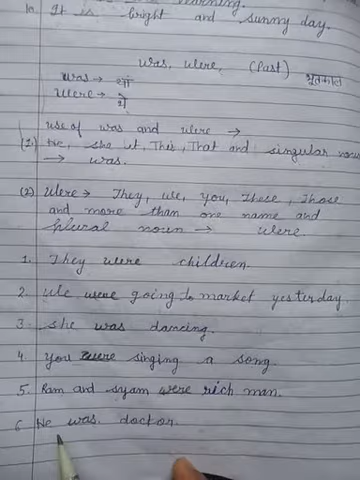 morning.
10. It is bright and sunny day.
was, were, (Past) भूतकाल
was → था
were → थे
use of was and were →
(1) He, she it, This, That and singular noun
→ was.
(2) Were → They, we, you, These, Those
and more than one name and
plural noun → were.
1. They were children.
2. We were going to market yesterday.
3. she was dancing.
4. You were singing a song
5. Ram and syam were rich man.
6 He was doctor.